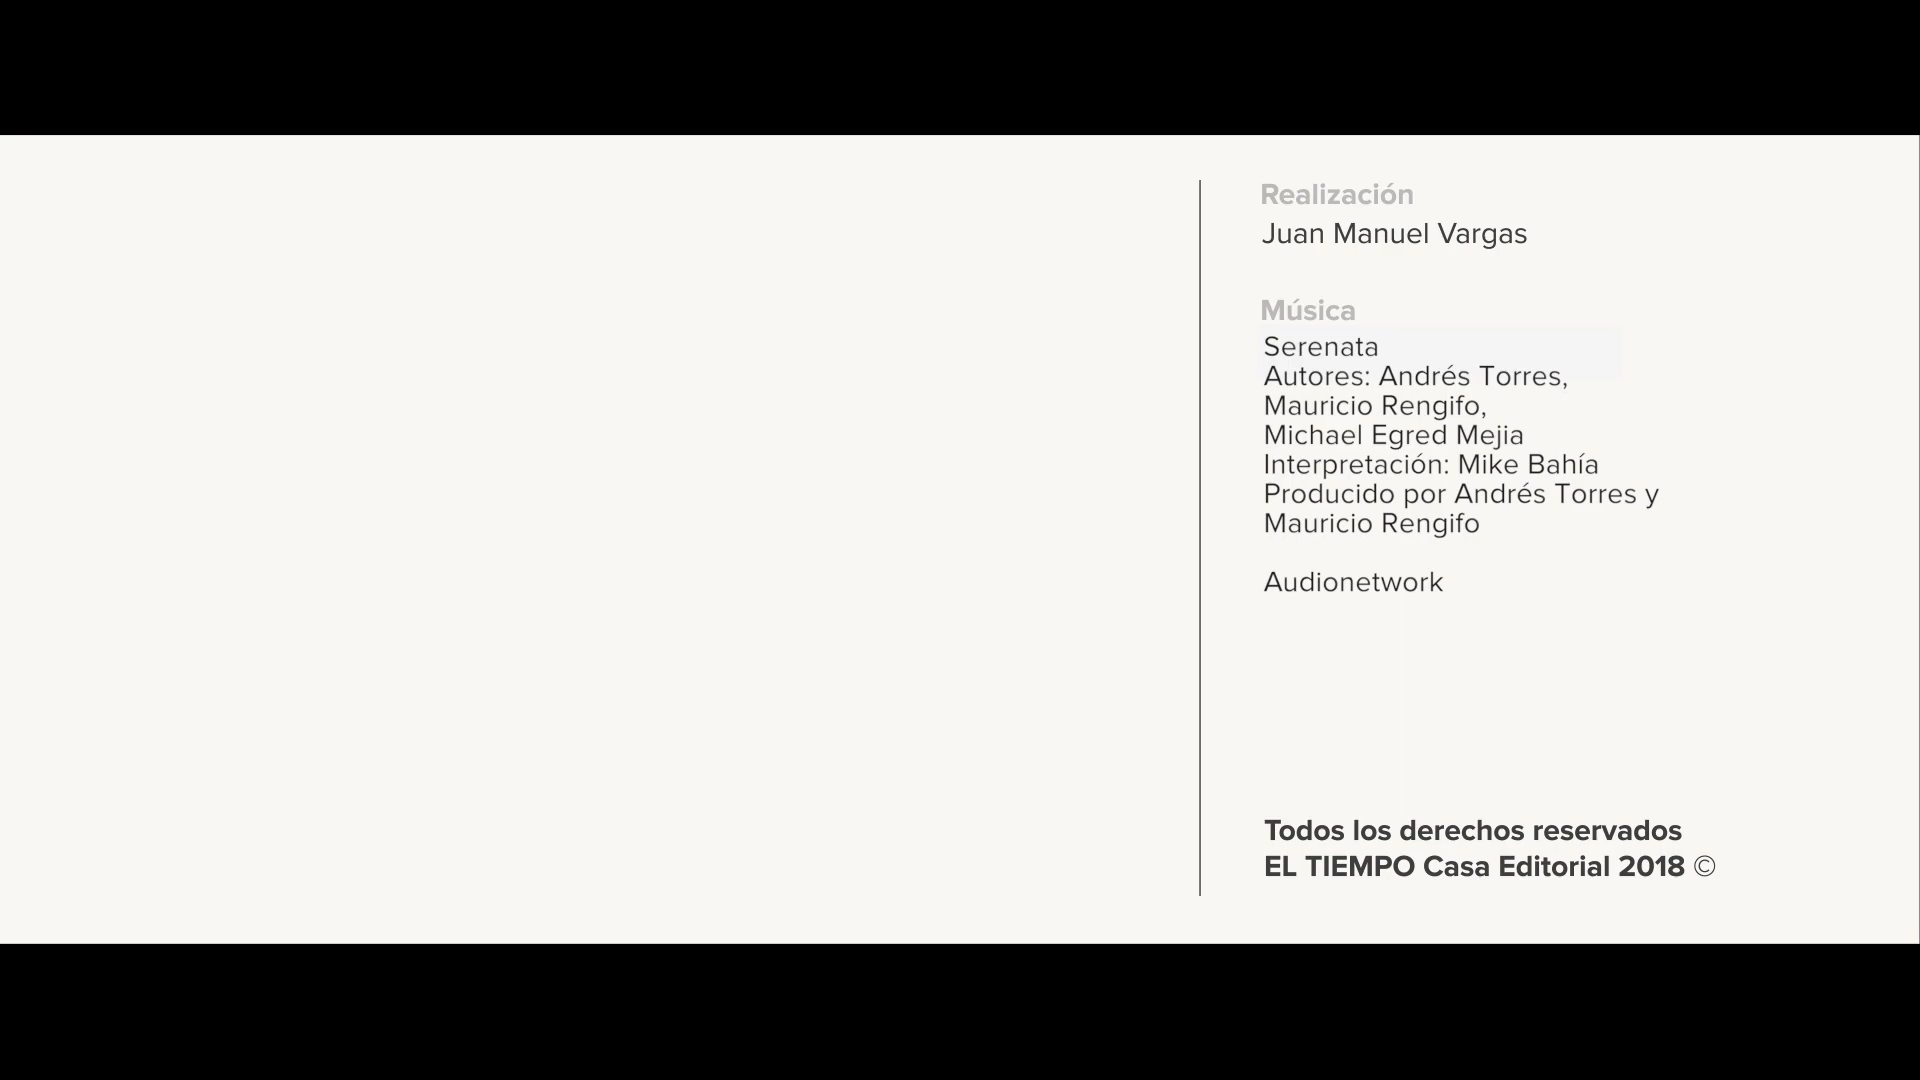 Realización
Juan Manuel Vargas
Música
Serenata
Autores: Andrés Torres,
Mauricio Rengifo,
Michael Egred Mejia
Interpretación: Mike Bahía
Producido por Andrés Torres y
Mauricio Rengifo
Audionetwork
Todos los derechos reservados
EL TIEMPO Casa Editorial 2018 ©